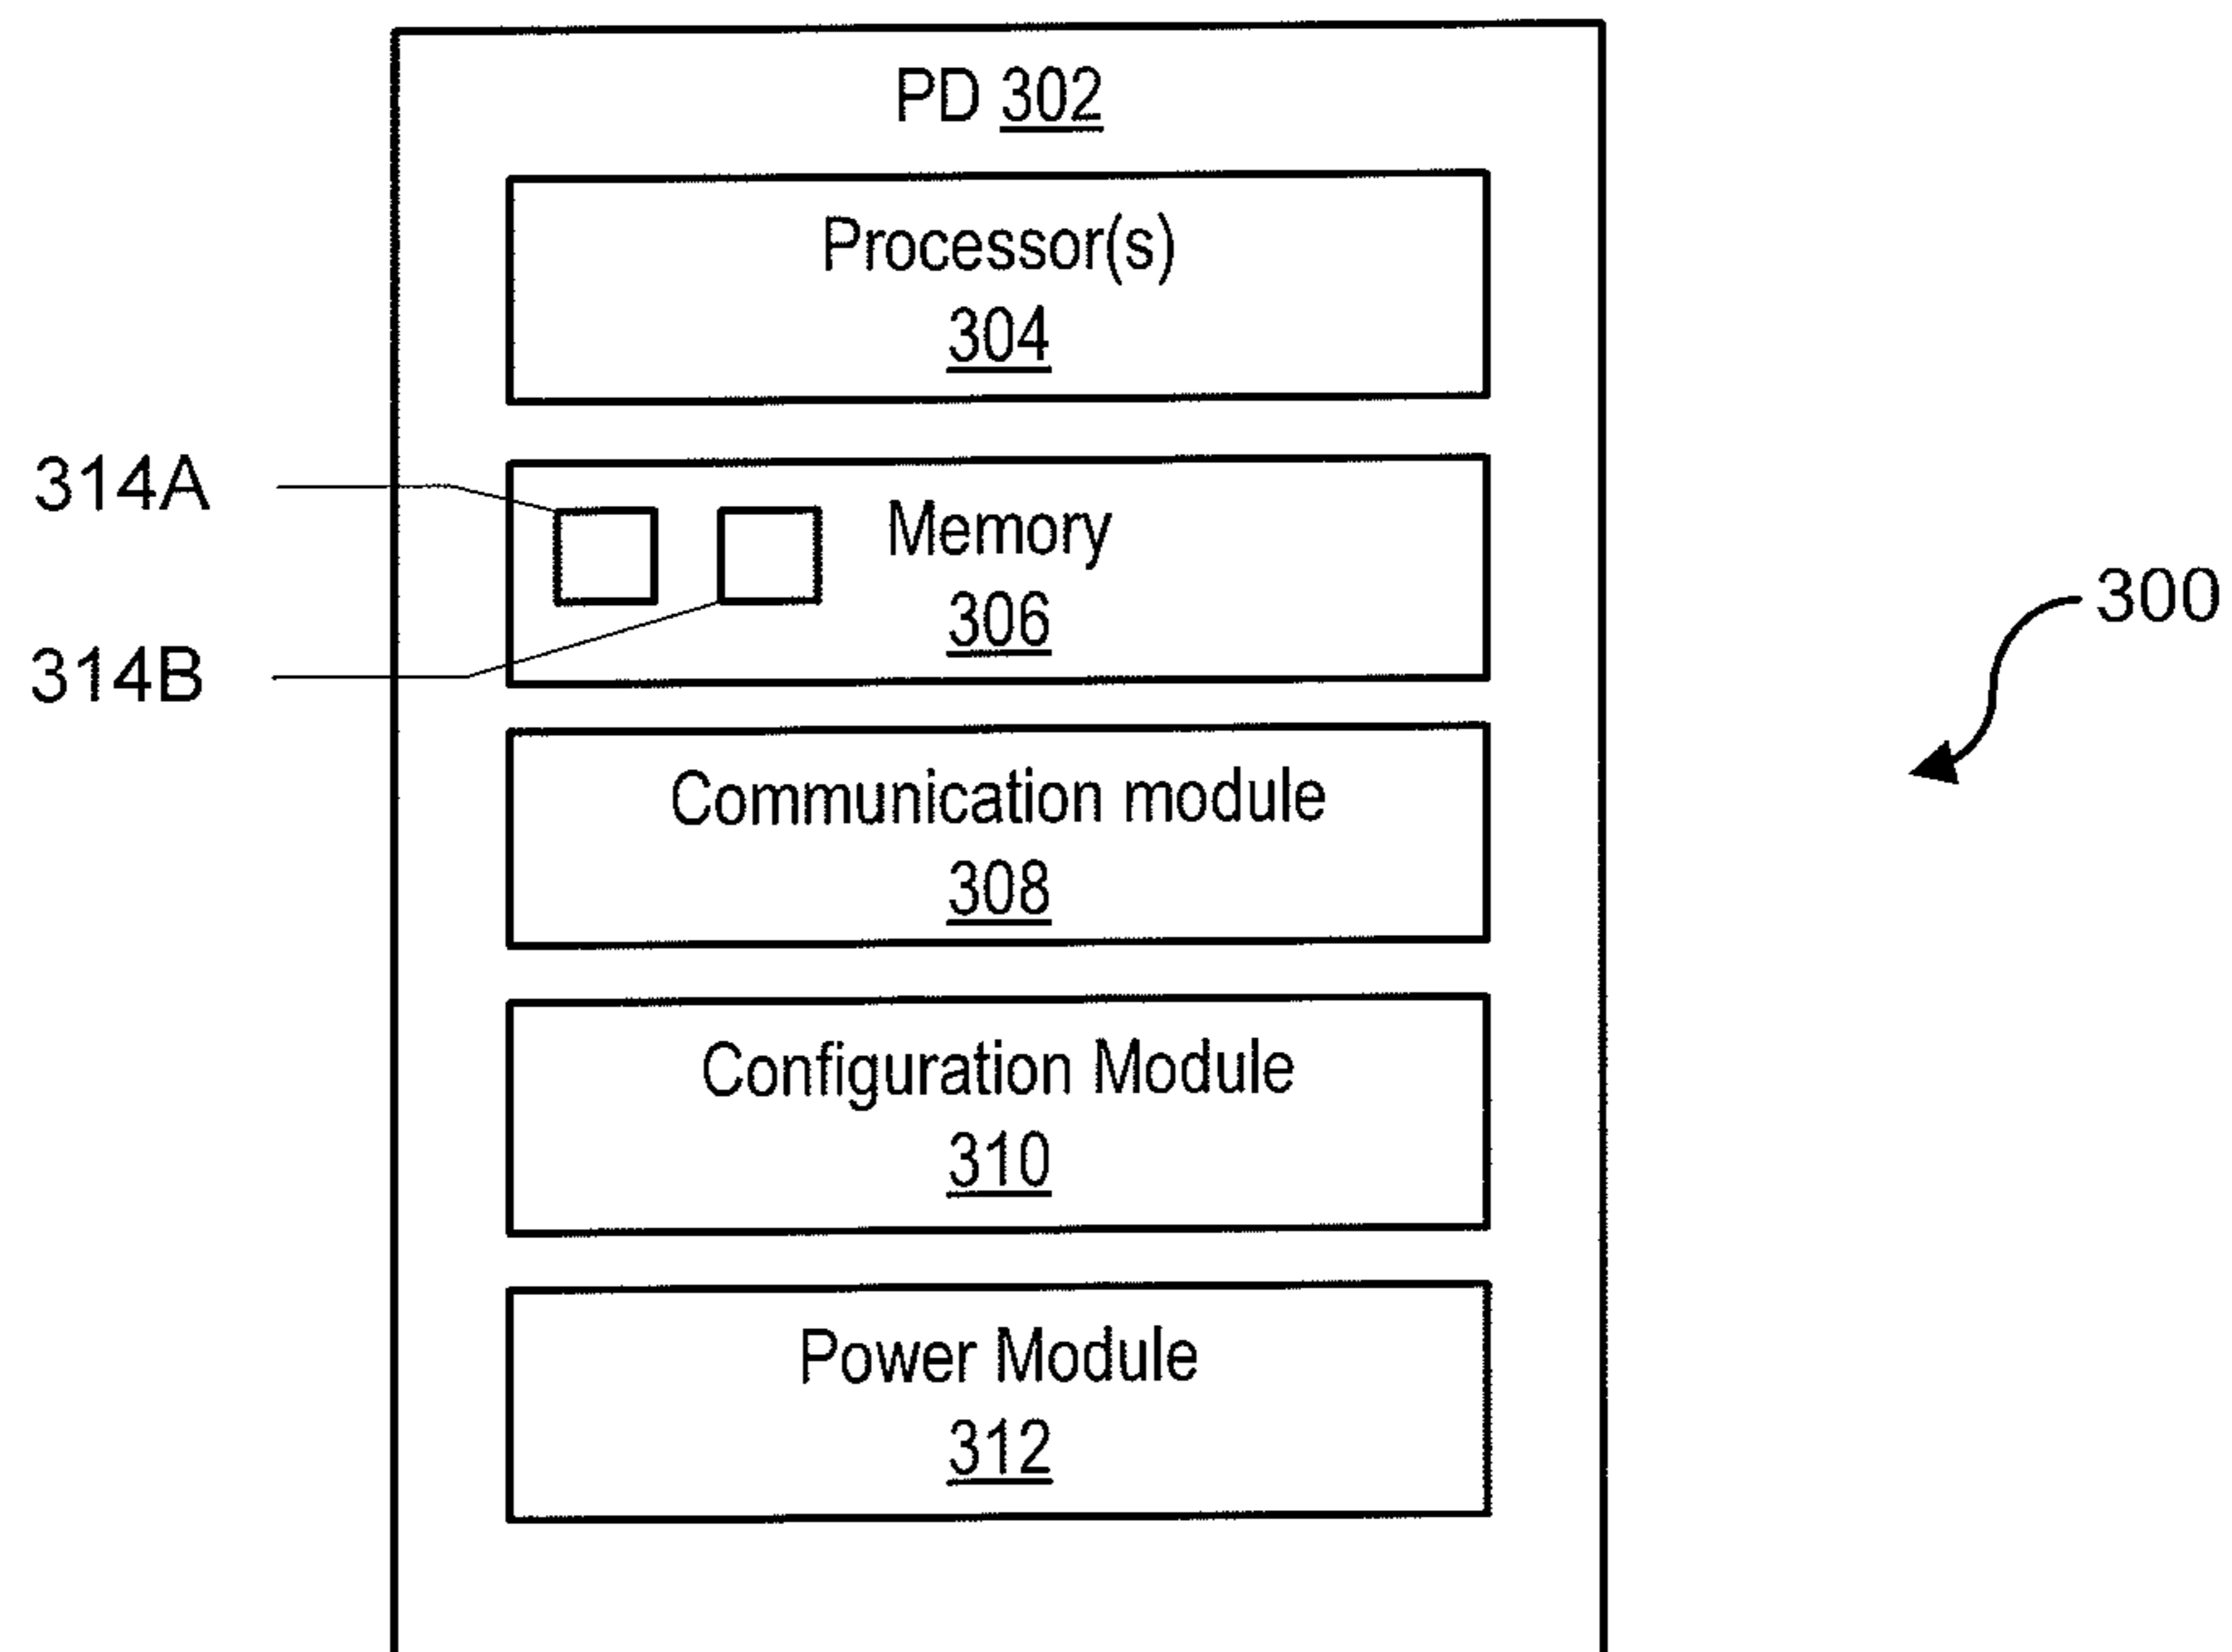 PD 302
Processor(s)
304
314A
Memory
306
314B
300
Communication module
308
Configuration Module
310
Power Module
312